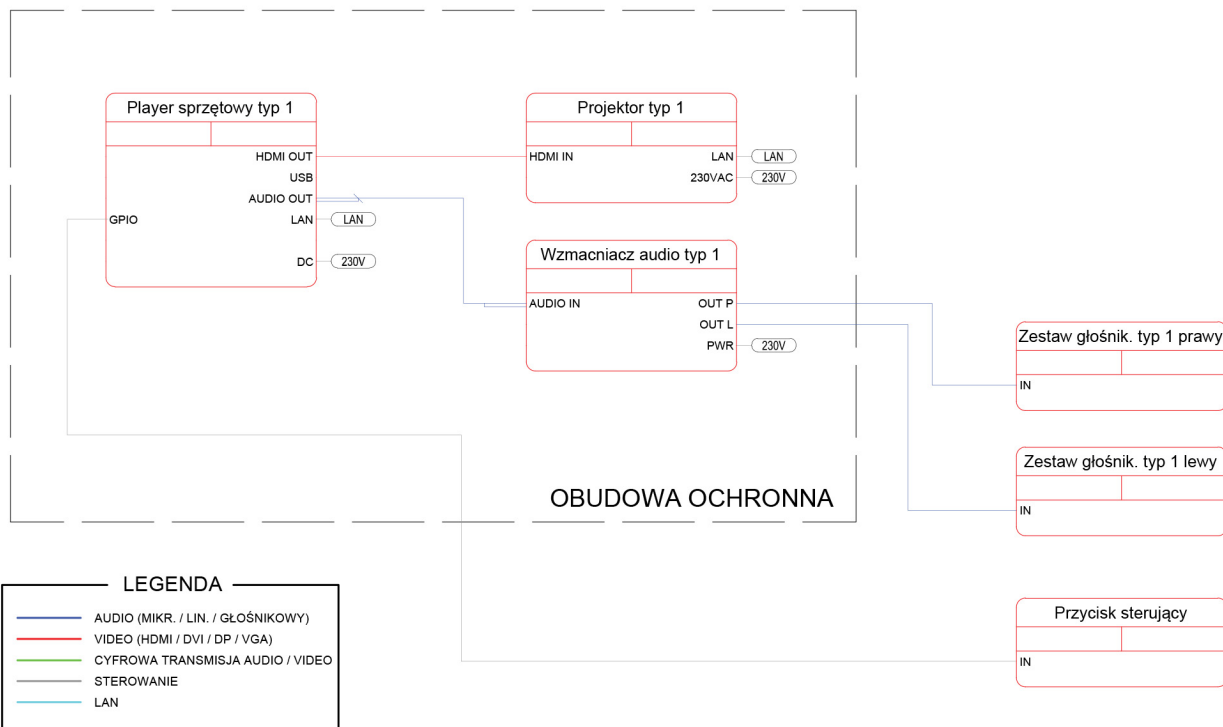 Player sprzętowy typ 1
HDMI OUT
USB
AUDIO OUT
GPIO
LAN
LAN
DC
230V
Projektor typ 1
HDMI IN
LAN
LAN
230VAC
230V
Wzmacniacz audio typ 1
AUDIO IN
OUT P
OUT L
PWR
230V
Zestaw głośnik. typ 1 prawy
IN
Zestaw głośnik. typ 1 lewy
IN
OBUDOWA OCHRONNA
Przycisk sterujący
IN
LEGENDA
AUDIO (MIKR. / LIN. / GŁOŚNIKOWY)
VIDEO (HDMI / DVI / DP / VGA)
CYFROWA TRANSMISJA AUDIO / VIDEO
STEROWANIE
LAN